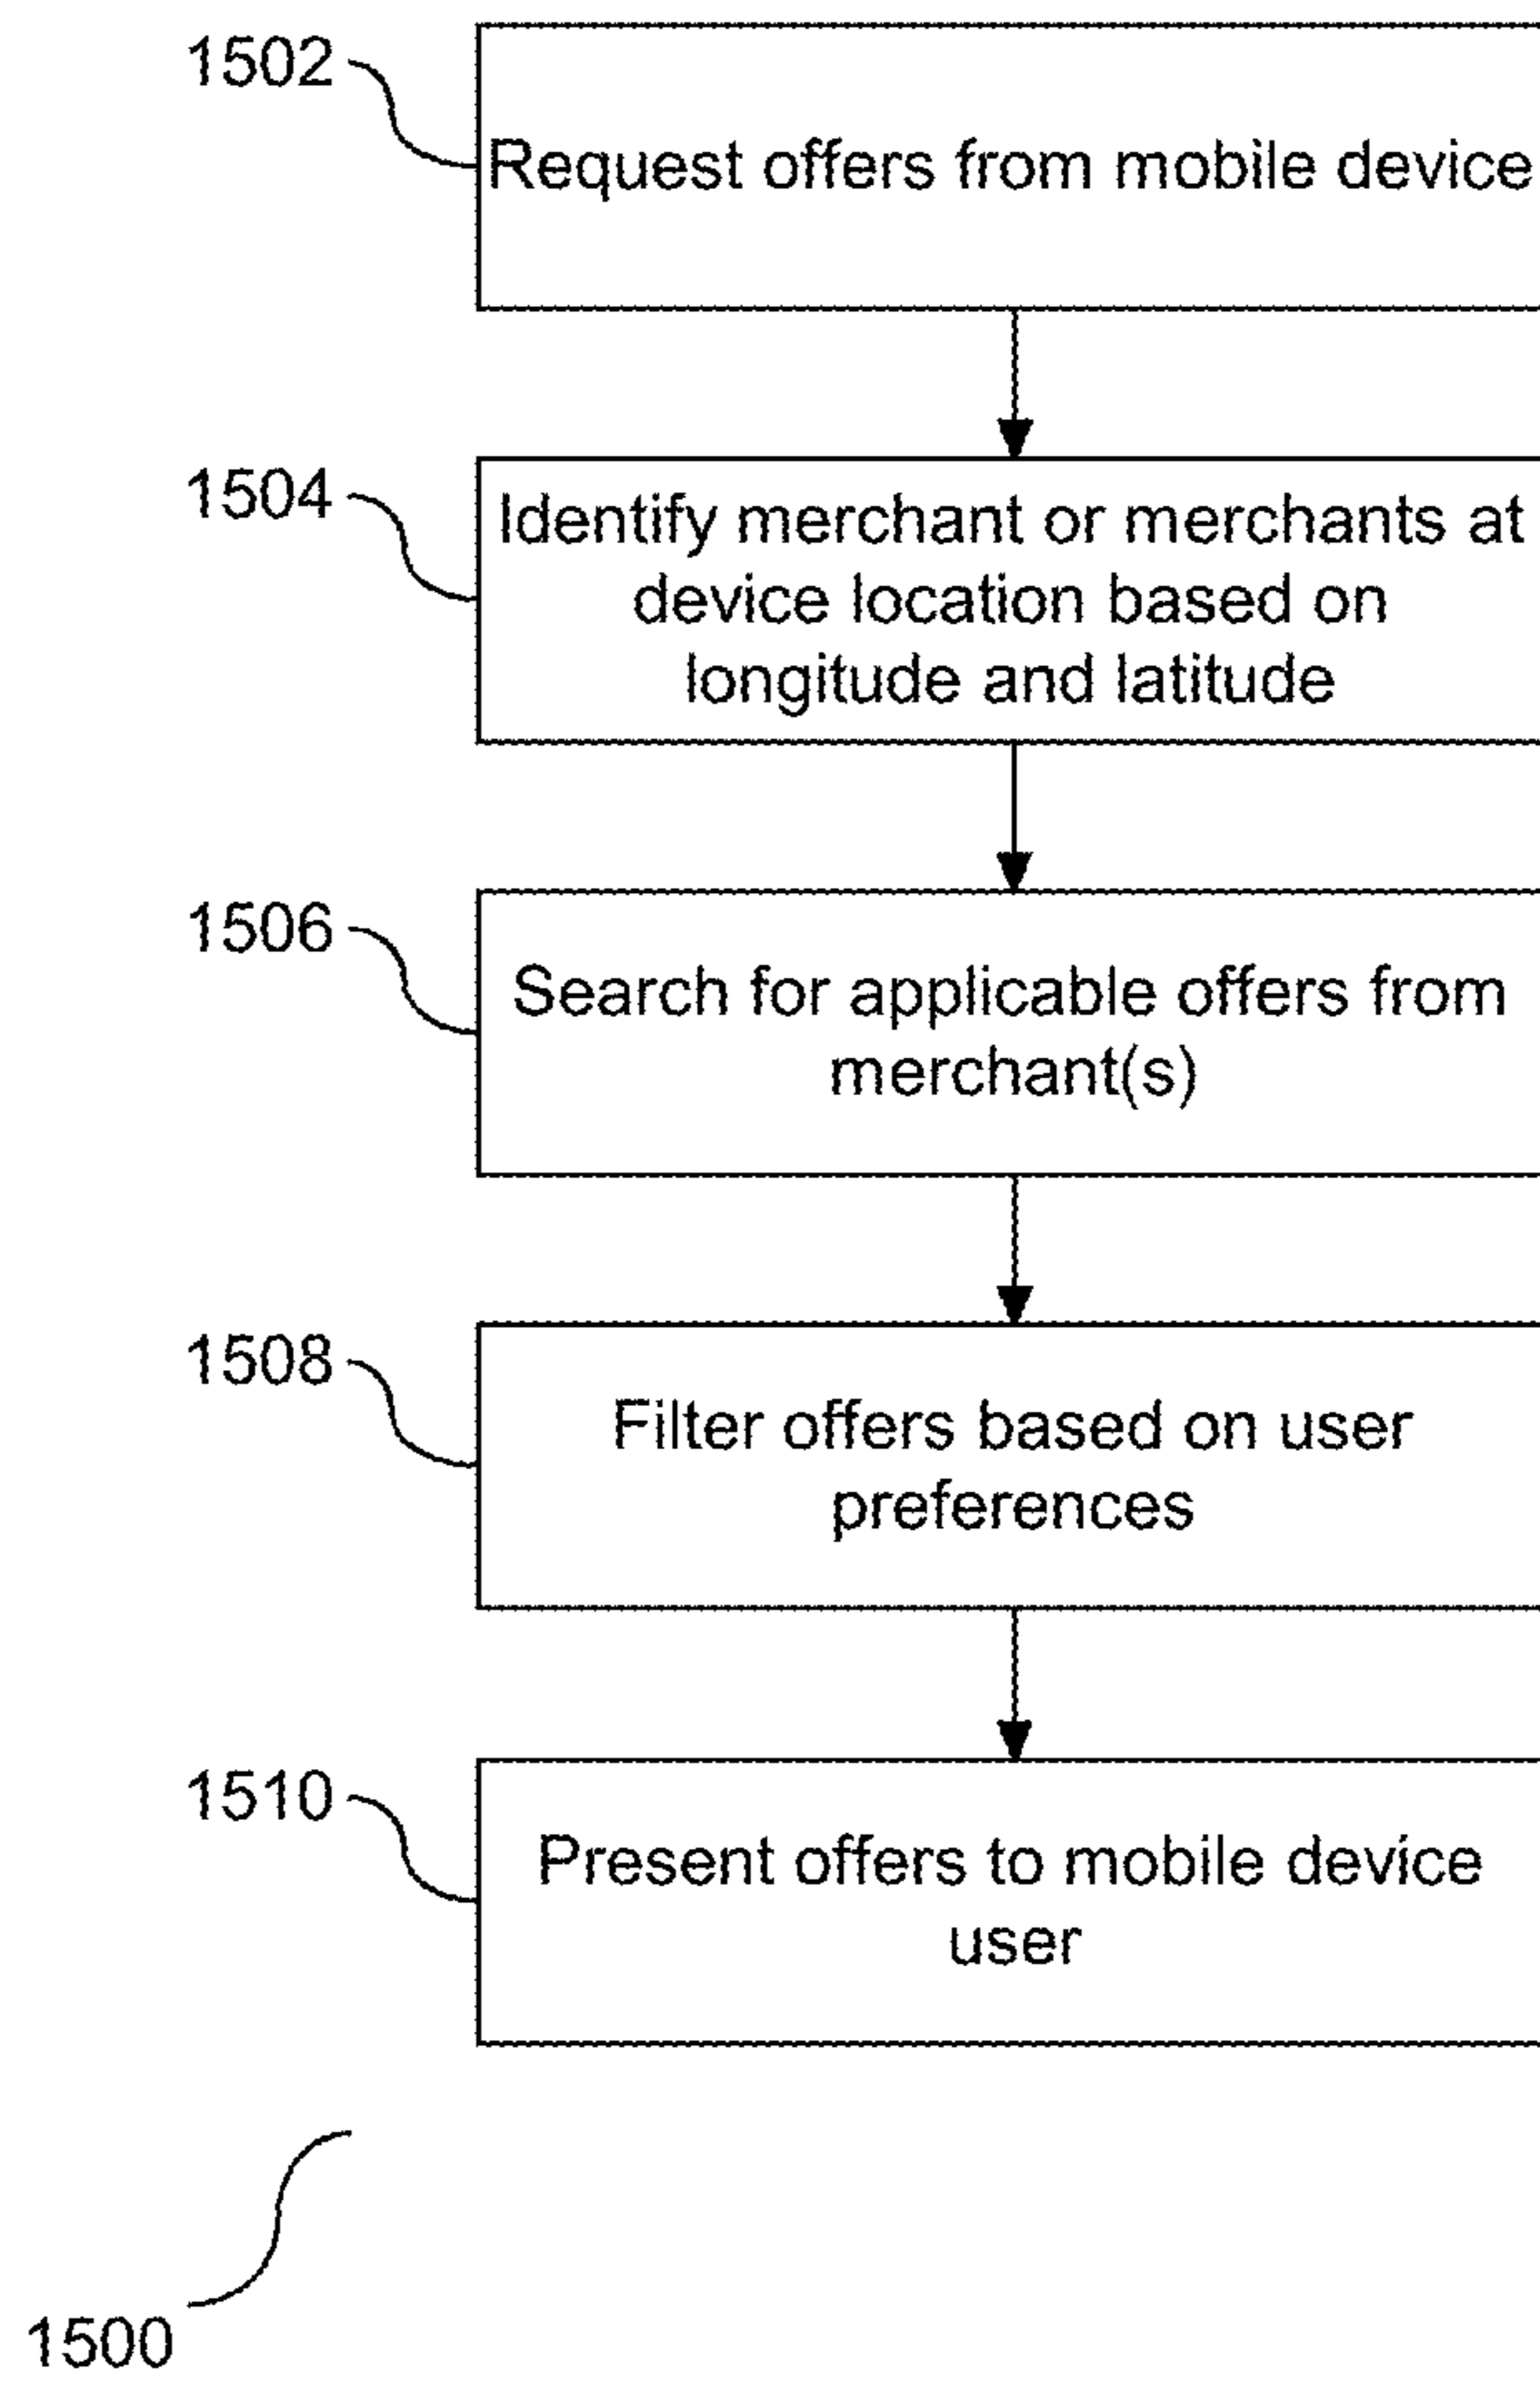 1502
Request offers from mobile device
1504
Identify merchant or merchants at
device location based on
longitude and latitude
1506
Search for applicable offers from
merchant(s)
1508
Filter offers based on user
preferences
1510
Present offers to mobile device
user
1500